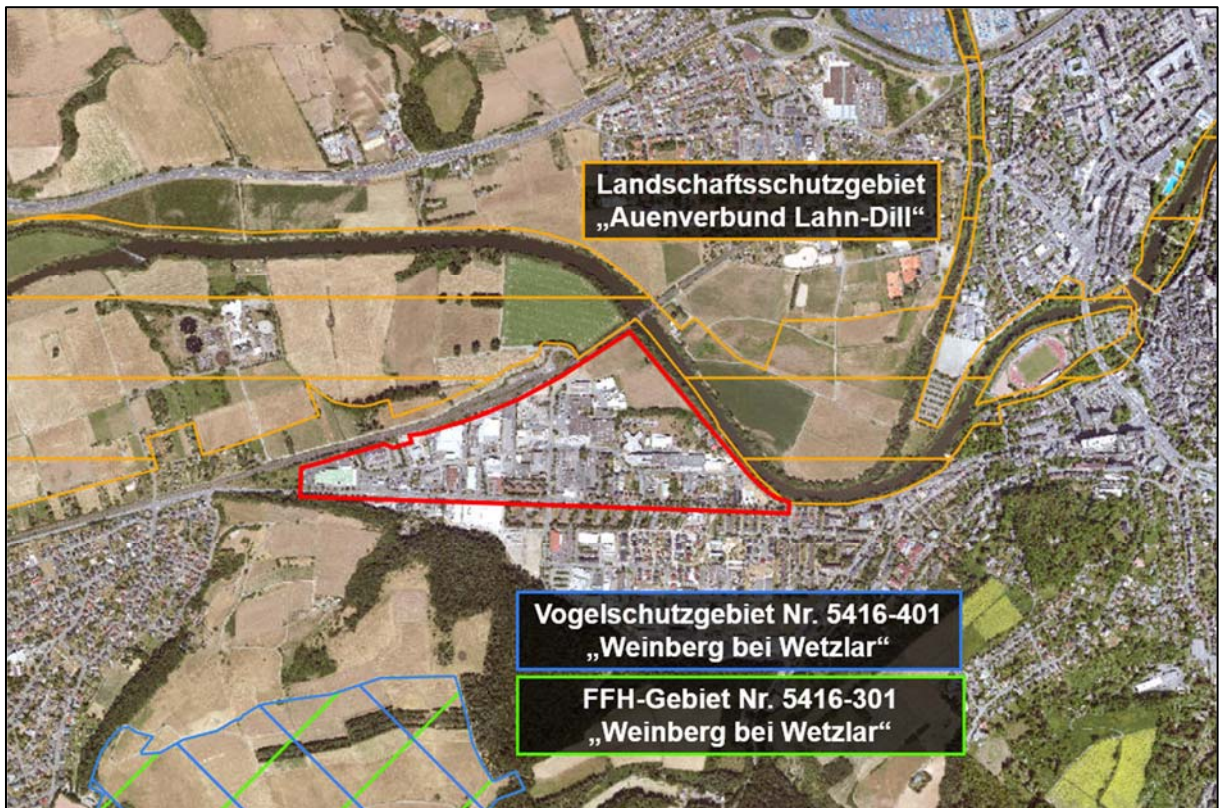 Landschaftsschutzgebiet
„Auenverbund Lahn-Dill“
Vogelschutzgebiet Nr. 5416-401
„Weinberg bei Wetzlar“
FFH-Gebiet Nr. 5416-301
„Weinberg bei Wetzlar“